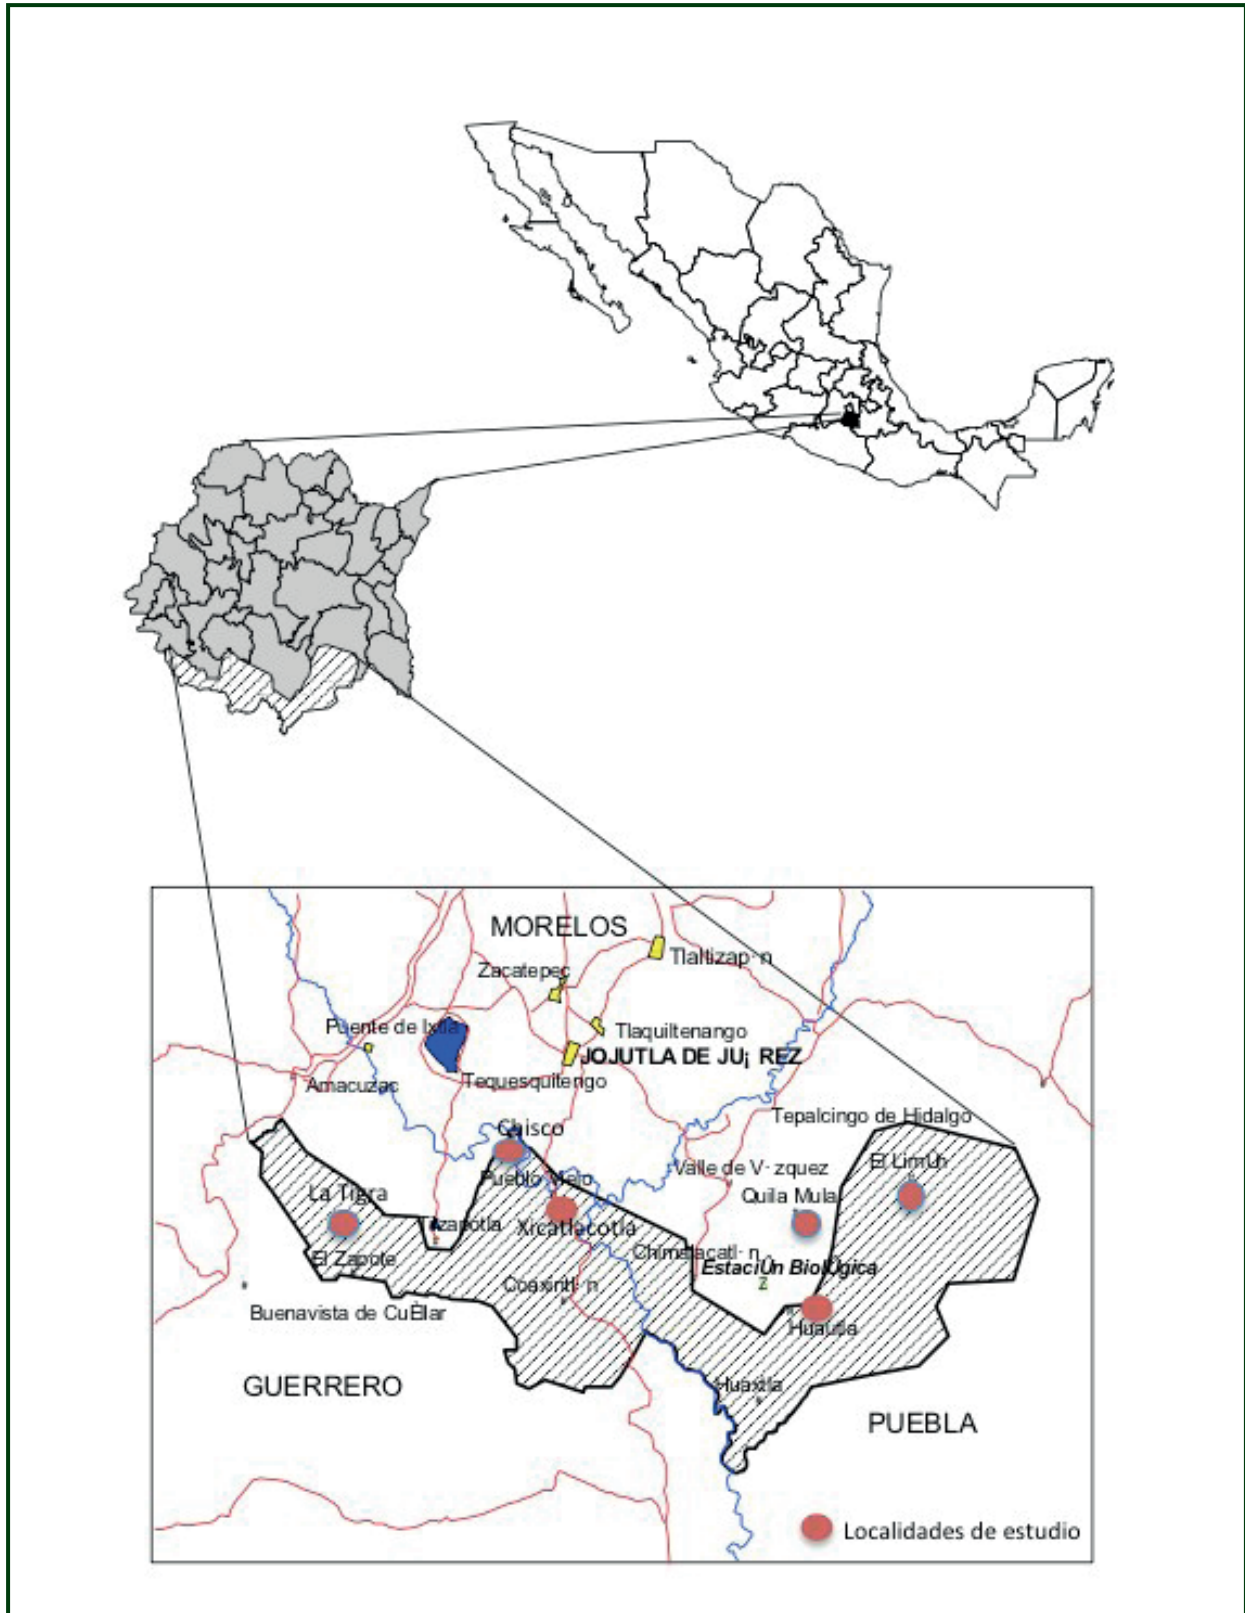 MORELOS
Tlaltizap·n
Zacatepec
Puente de Ixtla
Tlaquiltenango
JOJUTLA DE JU¡ REZ
Amacuzac
Tequesquitengo
Tepalcingo de Hidalgo
Chisco
El LimÛn
Valle de V· zquez
Pueblo Viejo
Quila Mula
La Tigra
Tilzapotla
Xicatlacotla
Chimalacatl· n
El Zapote
EstaciÛn BiolÛgica
Coaxintl· n
z
Buenavista de CuÈllar
Huautla
GUERRERO
Huaxtla
PUEBLA
Localidades de estudio